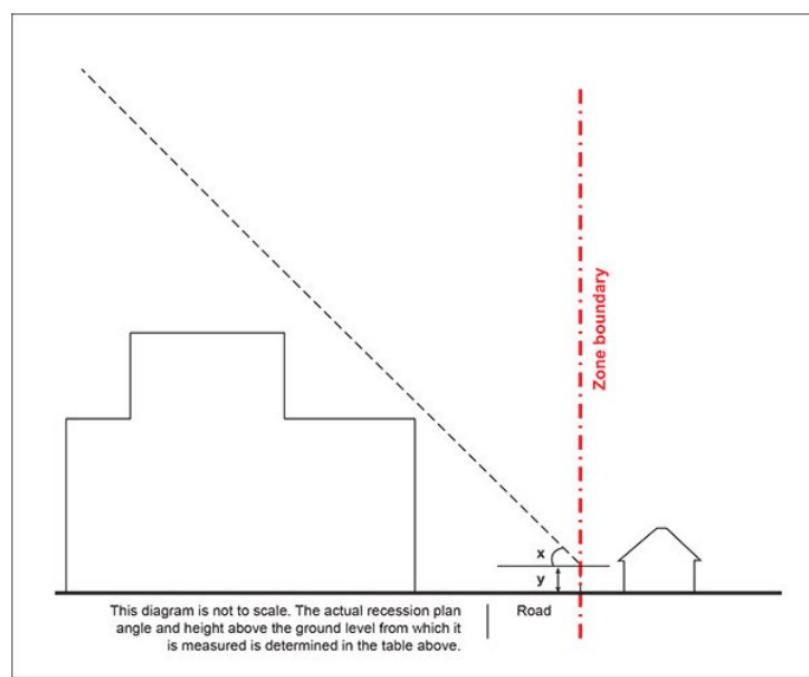 Zone boundary
x
y
This diagram is not to scale. The actual recession plan
angle and height above the ground level from which it
is measured is determined in the table above.
Road